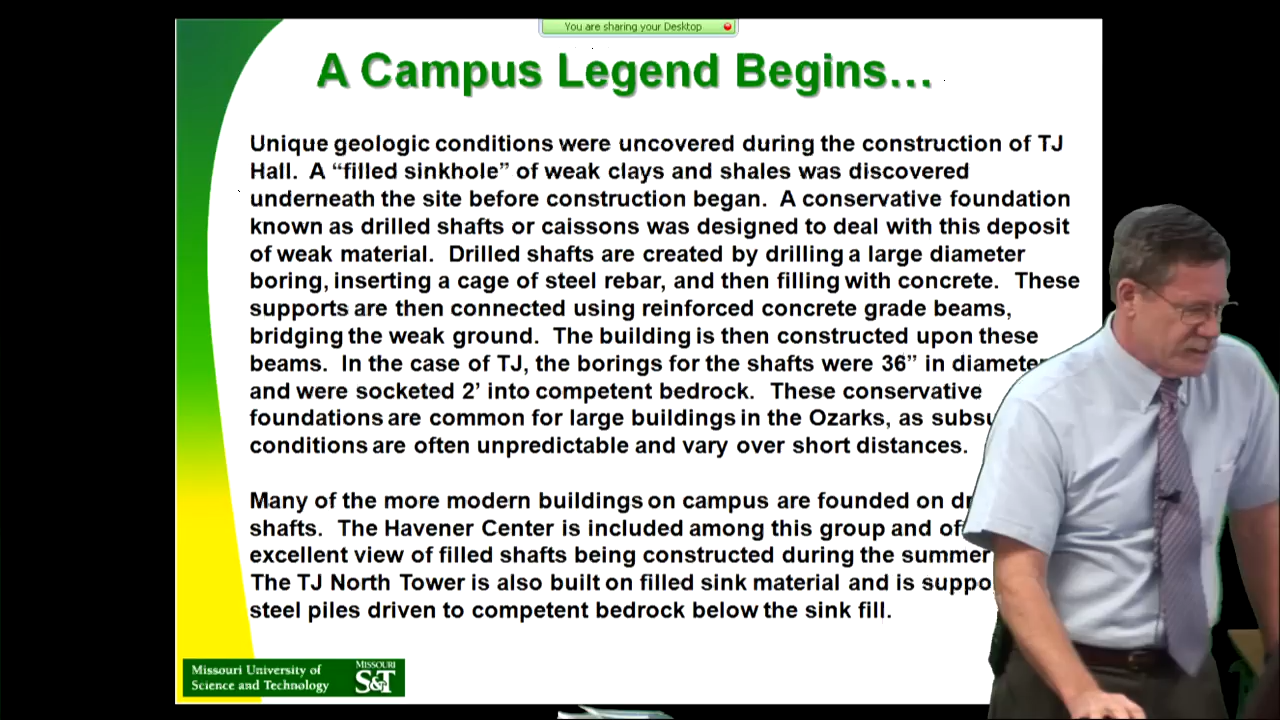 You are sharing your Desktop
A Campus Legend Begins...
Unique geologic conditions were uncovered during the construction of TJ
Hall. A “filled sinkhole” of weak clays and shales was discovered
underneath the site before construction began. A conservative foundation
known as drilled shafts or caissons was designed to deal with this deposit
of weak material. Drilled shafts are created by drilling a large diameter
boring, inserting a cage of steel rebar, and then filling with concrete. These
supports are then connected using reinforced concrete grade beams,
bridging the weak ground. The building is then constructed upon these
beams. In the case of TJ, the borings for the shafts were 36” in diamete
and were socketed 2’ into competent bedrock. These conservative
foundations are common for large buildings in the Ozarks, as subsu
conditions are often unpredictable and vary over short distances.
Many of the more modern buildings on campus are founded on dr
shafts. The Havener Center is included among this group and of
excellent view of filled shafts being constructed during the summer
The TJ North Tower is also built on filled sink material and is suppo
steel piles driven to competent bedrock below the sink fill.
Missouri University of
Science and Technology
MISSOURI
S&T